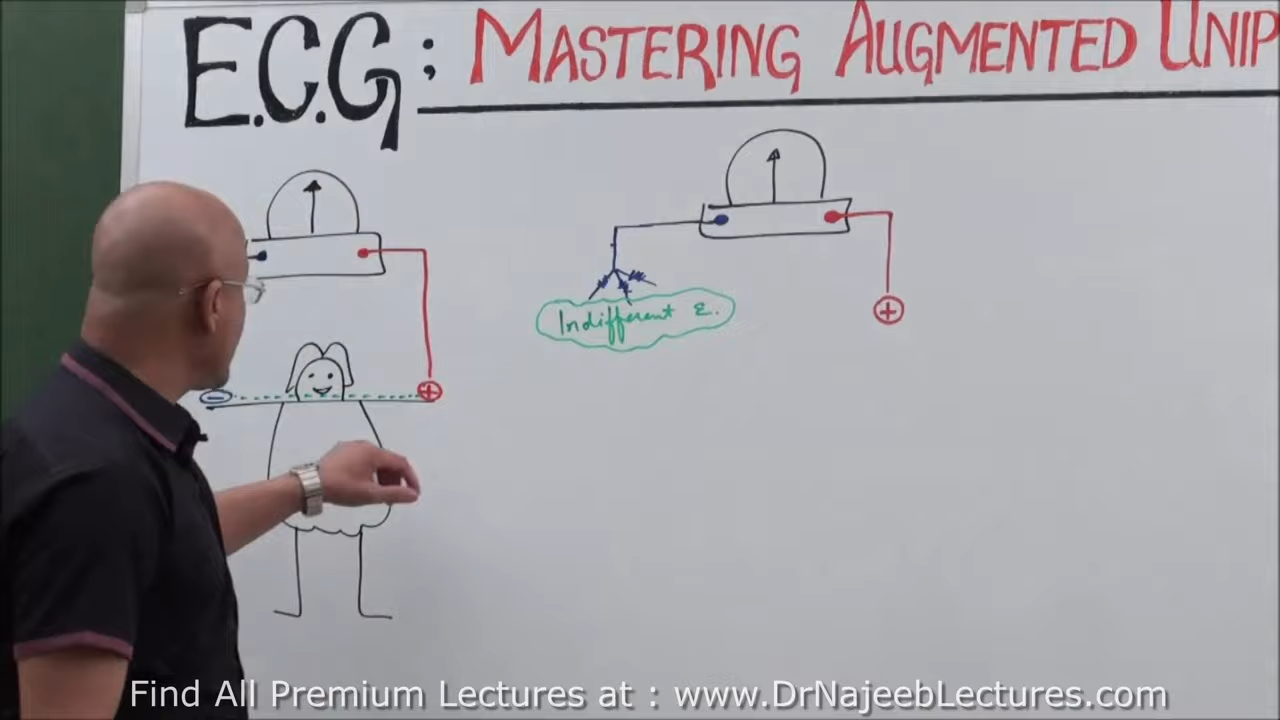 E.C.G; MASTERING AUGMENTED UNIP
Indifferent E.
Find All Premium Lectures at : www.DrNajeebLectures.com